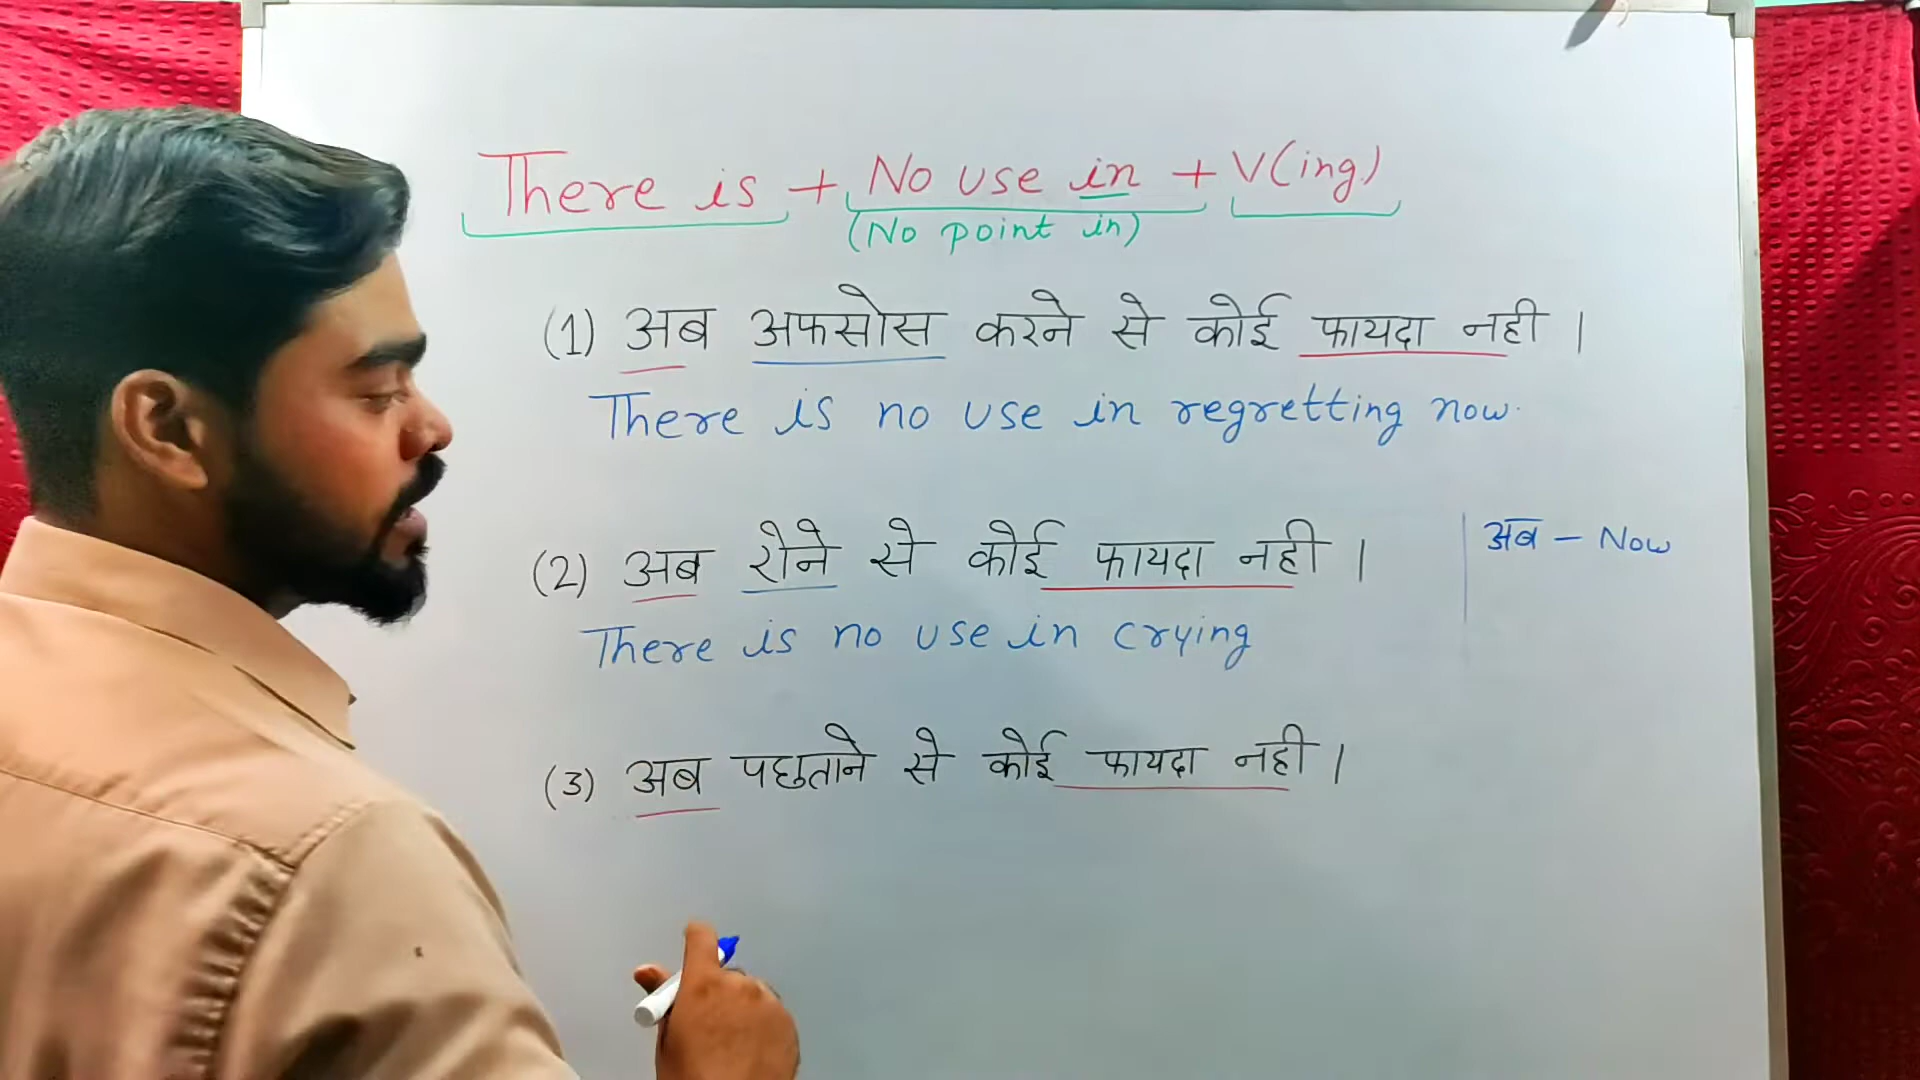 There is + No use in + V(ing)
(No point in)
(1) अब अफसोस करने से कोई फायदा नही ।
There is no use in regretting now.
(2) अब रोने से कोई फायदा नही ।
अब – Now
There is no use in crying
(3) अब पछुताने से कोई फायदा नही ।